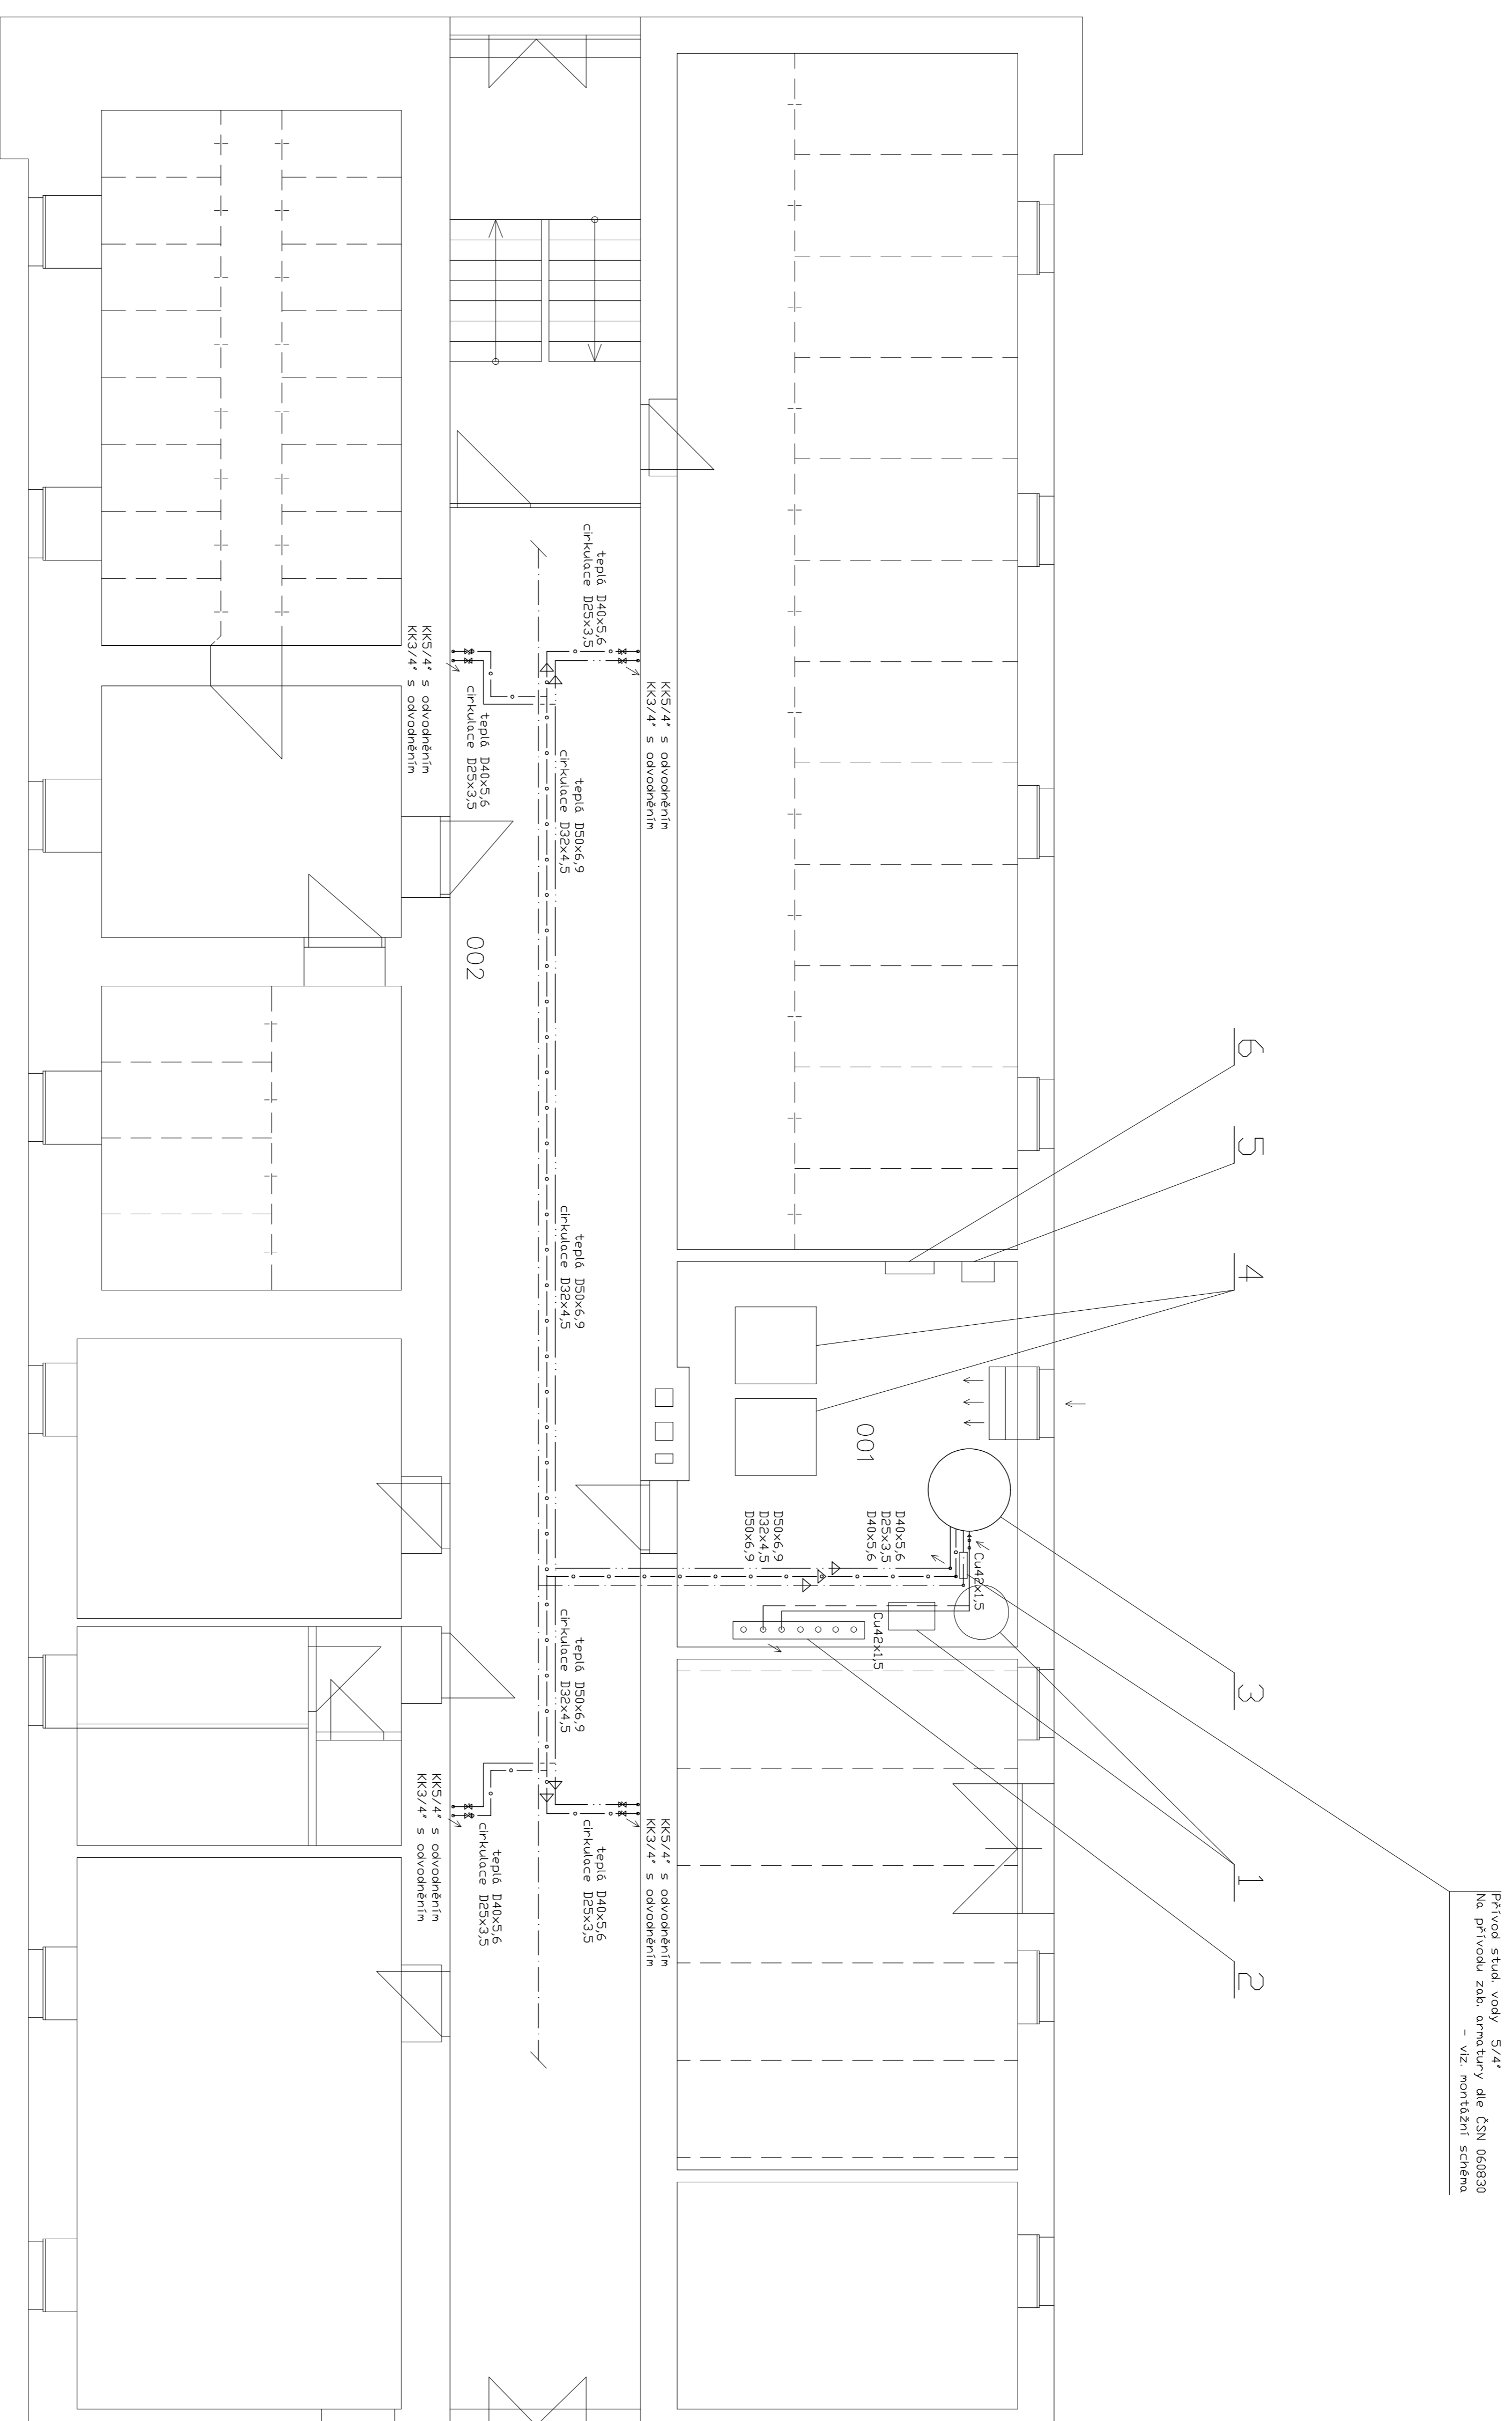 Přívod stud. vody 5/4"
Na přívodu zab. armatury dle ČSN 060830
- viz. montážní schéma
6
5
4
3
1
2
Cu42x1,5
D40x5,6
D25x3,5
D40x5,6
Cu42x1,5
001
D50x6,9
D32x4,5
D50x6,9
KK5/4" s odvodněním
KK3/4" s odvodněním
KK5/4" s odvodněním
KK3/4" s odvodněním
teplá D40x5,6
cirkulace D25x3,5
teplá D50x6,9
cirkulace D32x4,5
teplá D50x6,9
cirkulace D32x4,5
teplá D50x6,9
cirkulace D32x4,5
teplá D40x5,6
cirkulace D25x3,5
teplá D40x5,6
cirkulace D25x3,5
002
teplá D40x5,6
cirkulace D25x3,5
KK5/4" s odvodněním
KK3/4" s odvodněním
KK5/4" s odvodněním
KK3/4" s odvodněním